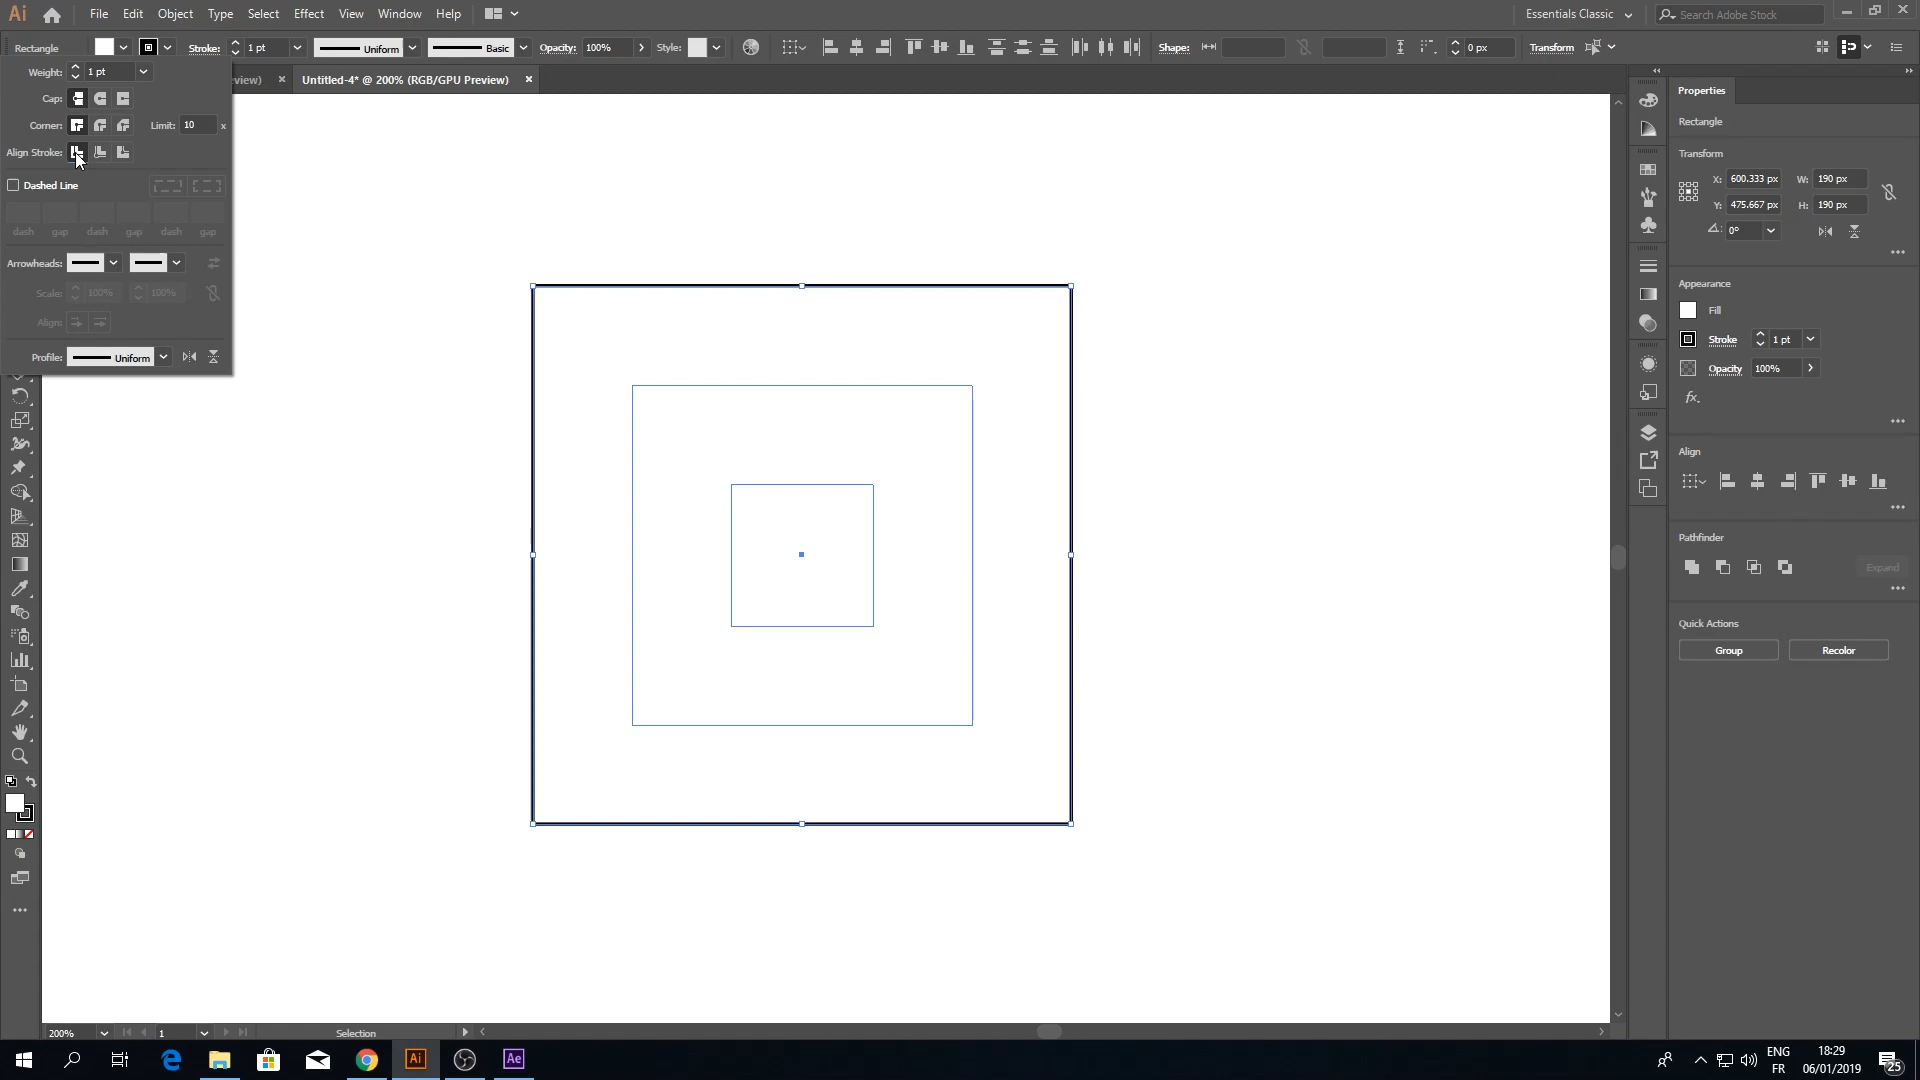 Ai File Edit Object Type Select Effect View Window Help Essentials Classic Search Adobe Stock
Rectangle Stroke: 1 pt Uniform Basic Opacity: 100% Style: Shape: 0 px Transform
Weight: 1 pt
view) × Untitled-4* @ 200% (RGB/GPU Preview) ×
Cap:
Corner: Limit: 10 x
Align Stroke:
Dashed Line
dash gap dash gap dash gap
Arrowheads:
Scale: 100% 100%
Align:
Profile: Uniform
Properties
Rectangle
Transform
X: 600.333 px W: 190 px
Y: 475.667 px H: 190 px
0°
Appearance
Fill
Stroke 1 pt
Opacity 100%
fx.
Align
Pathfinder
Expand
Quick Actions
Group Recolor
200% 1 Selection
Ai Ae
ENG 18:29
FR 06/01/2019 25